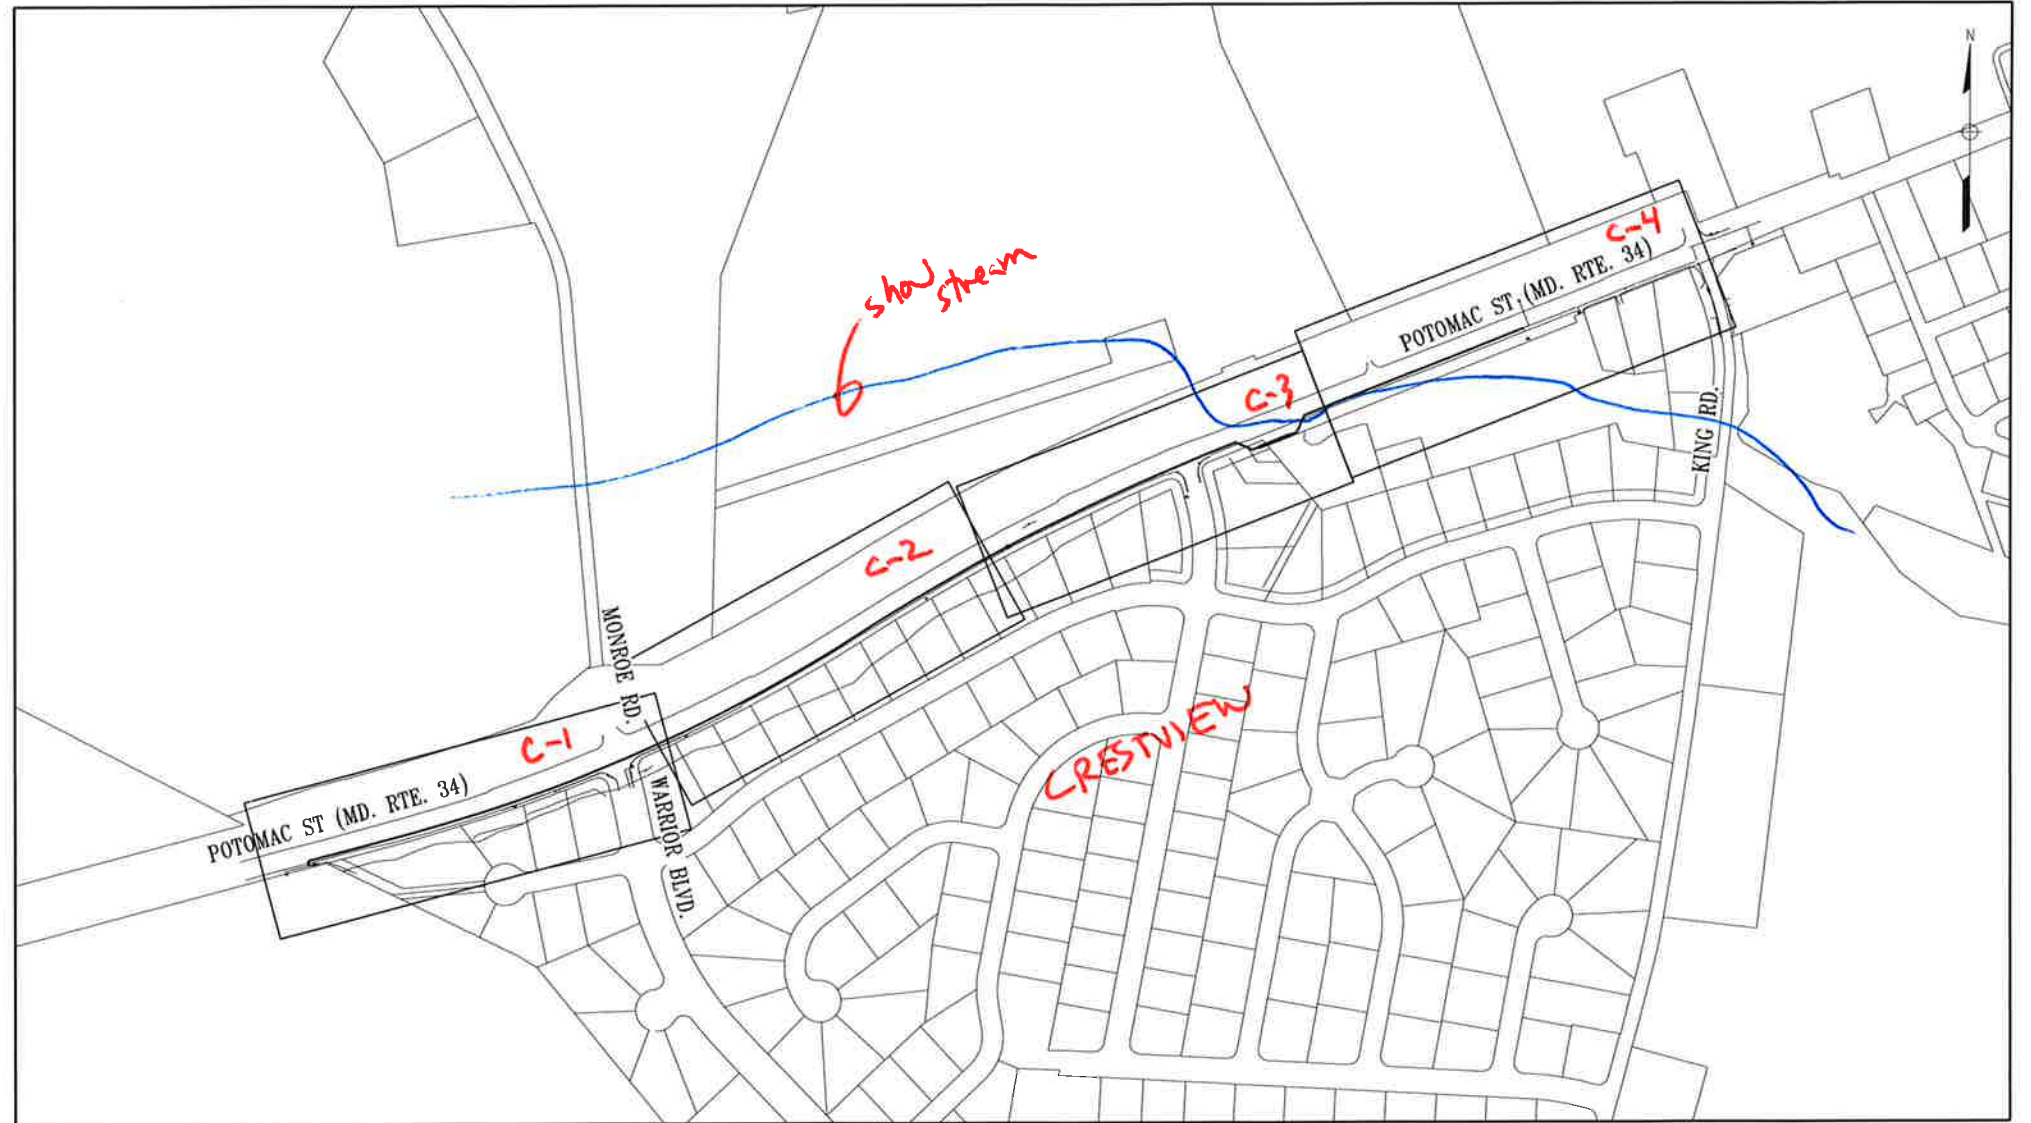 N
show
stream
C-4
POTOMAC ST. (MD. RTE. 34)
C-3
KING RD.
C-2
MONROE RD.
C-1
CRESTVIEW
POTOMAC ST (MD. RTE. 34)
WARRIOR BLVD.